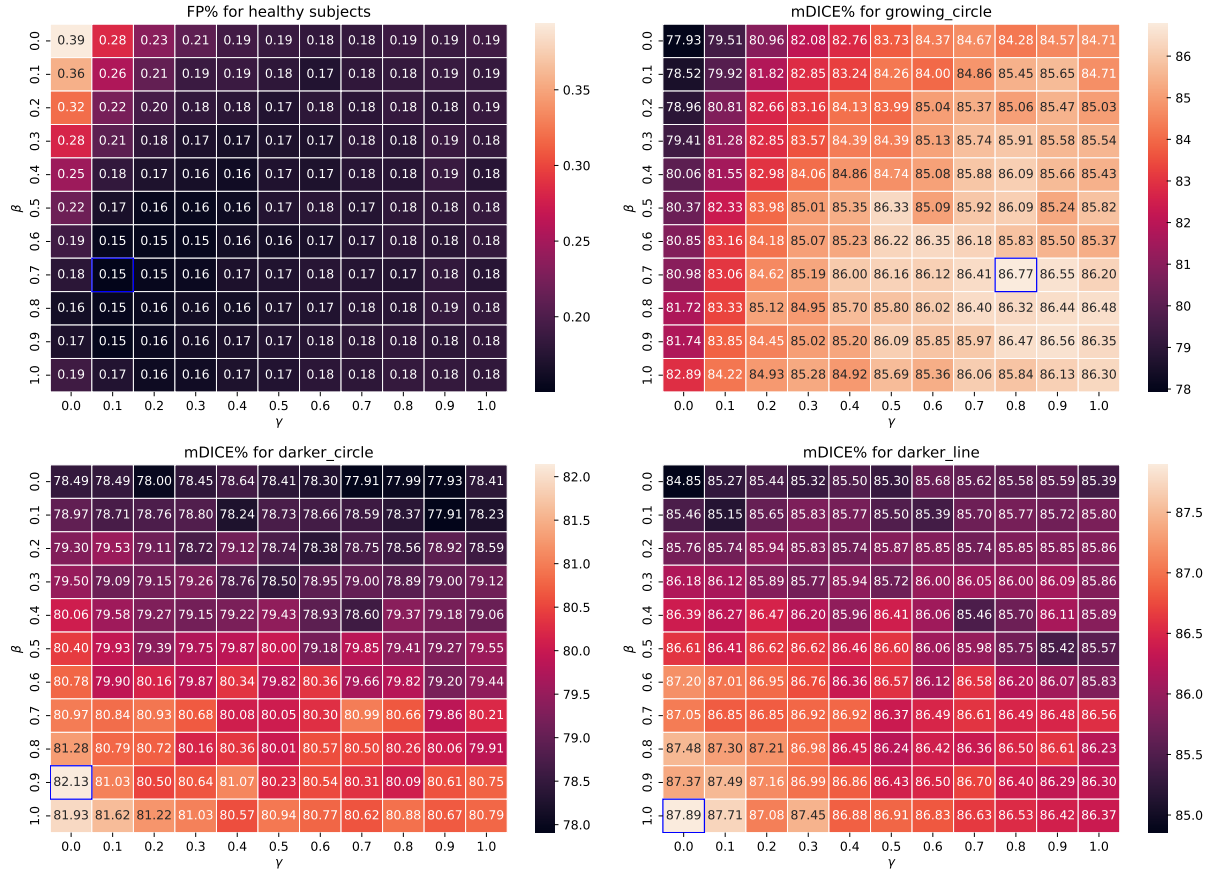 FP% for healthy subjects
0.0 0.39 0.28 0.23 0.21 0.19 0.19 0.18 0.18 0.18 0.19 0.19
0.1 0.36 0.26 0.21 0.19 0.19 0.18 0.17 0.18 0.18 0.18 0.19
0.2 0.32 0.22 0.20 0.18 0.18 0.17 0.17 0.18 0.18 0.18 0.19
0.3 0.28 0.21 0.18 0.17 0.17 0.17 0.17 0.18 0.18 0.19 0.19
0.4 0.25 0.18 0.17 0.16 0.16 0.17 0.17 0.18 0.18 0.18 0.19
β 0.5 0.22 0.17 0.16 0.16 0.17 0.17 0.17 0.18 0.18 0.18 0.18
0.6 0.19 0.15 0.15 0.15 0.16 0.16 0.17 0.17 0.18 0.18 0.18
0.7 0.18 0.15 0.15 0.16 0.17 0.17 0.17 0.17 0.18 0.18 0.18
0.8 0.16 0.15 0.16 0.16 0.16 0.17 0.17 0.18 0.18 0.18 0.18
0.9 0.17 0.15 0.16 0.16 0.17 0.17 0.17 0.17 0.18 0.18 0.18
1.0 0.19 0.17 0.16 0.16 0.17 0.17 0.17 0.18 0.18 0.18 0.18
0.0 0.1 0.2 0.3 0.4 0.5 0.6 0.7 0.8 0.9 1.0
γ
0.35
0.30
0.25
0.20
mDICE% for growing_circle
0.0 77.93 79.51 80.96 82.08 82.76 83.73 84.37 84.67 84.28 84.57 84.71
0.1 78.52 79.92 81.82 82.85 83.24 84.26 84.00 84.86 85.45 85.65 84.71
0.2 78.96 80.81 82.66 83.16 84.13 83.99 85.04 85.37 85.06 85.47 85.03
0.3 79.41 81.28 82.85 83.57 84.39 84.39 85.13 85.74 85.91 85.58 85.54
0.4 80.06 81.55 82.98 84.06 84.86 84.74 85.08 85.88 86.09 85.66 85.43
β 0.5 80.37 82.33 83.98 85.01 85.35 86.33 85.09 85.92 86.09 85.24 85.82
0.6 80.85 83.16 84.18 85.07 85.23 86.22 86.35 86.18 85.83 85.50 85.37
0.7 80.98 83.06 84.62 85.19 86.00 86.16 86.12 86.41 86.77 86.55 86.20
0.8 81.72 83.33 85.12 84.95 85.70 85.80 86.02 86.40 86.32 86.44 86.48
0.9 81.74 83.85 84.45 85.02 85.20 86.09 85.85 85.92 86.47 86.56 86.35
1.0 82.89 84.22 84.93 85.28 84.92 85.69 85.36 86.06 85.84 86.13 86.30
0.0 0.1 0.2 0.3 0.4 0.5 0.6 0.7 0.8 0.9 1.0
γ
86
85
84
83
82
81
80
79
78
mDICE% for darker_circle
0.0 78.49 78.49 78.00 78.45 78.64 78.41 78.30 77.91 77.99 77.93 78.41
0.1 78.97 78.71 78.76 78.80 78.24 78.73 78.66 78.59 78.37 77.91 78.23
0.2 79.30 79.53 79.11 78.72 79.12 78.74 78.38 78.75 78.56 78.92 78.59
0.3 79.50 79.09 79.15 79.26 78.76 78.50 78.95 79.00 78.89 79.00 79.12
0.4 80.06 79.58 79.27 79.15 79.22 79.43 78.93 78.60 79.37 79.18 79.06
β 0.5 80.40 79.93 79.39 79.75 79.87 80.00 79.18 79.85 79.41 79.27 79.55
0.6 80.78 79.90 80.16 79.87 80.34 79.82 80.36 79.66 79.82 79.20 79.44
0.7 80.97 80.84 80.93 80.68 80.08 80.05 80.30 80.99 80.66 79.86 80.21
0.8 81.28 80.79 80.72 80.16 80.36 80.01 80.57 80.50 80.26 80.06 79.91
0.9 82.13 81.03 80.50 80.64 81.07 80.23 80.54 80.31 80.09 80.61 80.75
1.0 81.93 81.62 81.22 81.03 80.57 80.94 80.77 80.62 80.88 80.67 80.79
0.0 0.1 0.2 0.3 0.4 0.5 0.6 0.7 0.8 0.9 1.0
γ
82.0
81.5
81.0
80.5
80.0
79.5
79.0
78.5
78.0
mDICE% for darker_line
0.0 84.85 85.27 85.44 85.32 85.50 85.30 85.68 85.62 85.58 85.59 85.39
0.1 85.46 85.15 85.65 85.83 85.77 85.50 85.39 85.70 85.77 85.72 85.80
0.2 85.76 85.74 85.94 85.83 85.74 85.87 85.85 85.78 85.85 85.82 85.86
0.3 86.18 86.12 85.89 85.77 85.94 85.72 86.00 86.05 86.00 86.09 85.86
0.4 86.39 86.27 86.47 86.20 85.96 86.41 86.06 85.46 85.70 86.11 85.89
β 0.5 86.61 86.41 86.62 86.62 86.46 86.60 86.06 85.98 85.75 85.42 85.57
0.6 87.20 87.01 86.95 86.76 86.36 86.57 86.12 86.58 86.20 86.07 85.83
0.7 87.05 86.85 86.85 86.92 86.92 86.37 86.49 86.67 86.49 86.48 86.56
0.8 87.48 87.30 87.21 86.98 86.45 86.24 86.42 86.36 86.50 86.61 86.23
0.9 87.37 87.49 87.16 86.99 86.86 86.43 86.50 86.70 86.40 86.29 86.30
1.0 87.89 87.71 87.08 87.45 86.88 86.91 86.83 86.63 86.53 86.42 86.37
0.0 0.1 0.2 0.3 0.4 0.5 0.6 0.7 0.8 0.9 1.0
γ
87.5
87.0
86.5
86.0
85.5
85.0